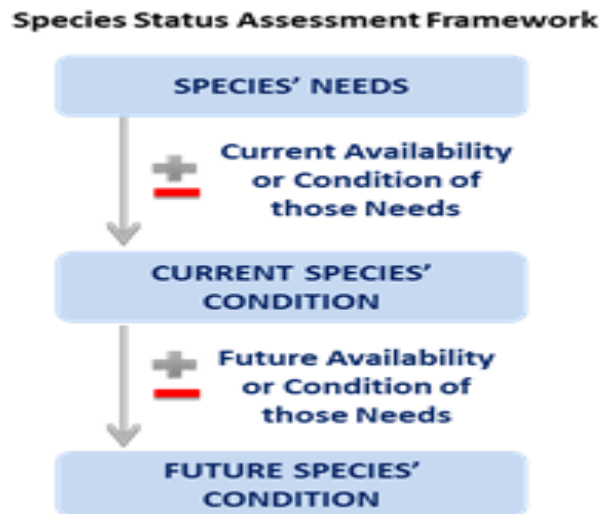 Species Status Assessment Framework
SPECIES' NEEDS
Current Availability
or Condition of
those Needs
CURRENT SPECIES'
CONDITION
Future Availability
or Condition of
those Needs
FUTURE SPECIES'
CONDITION